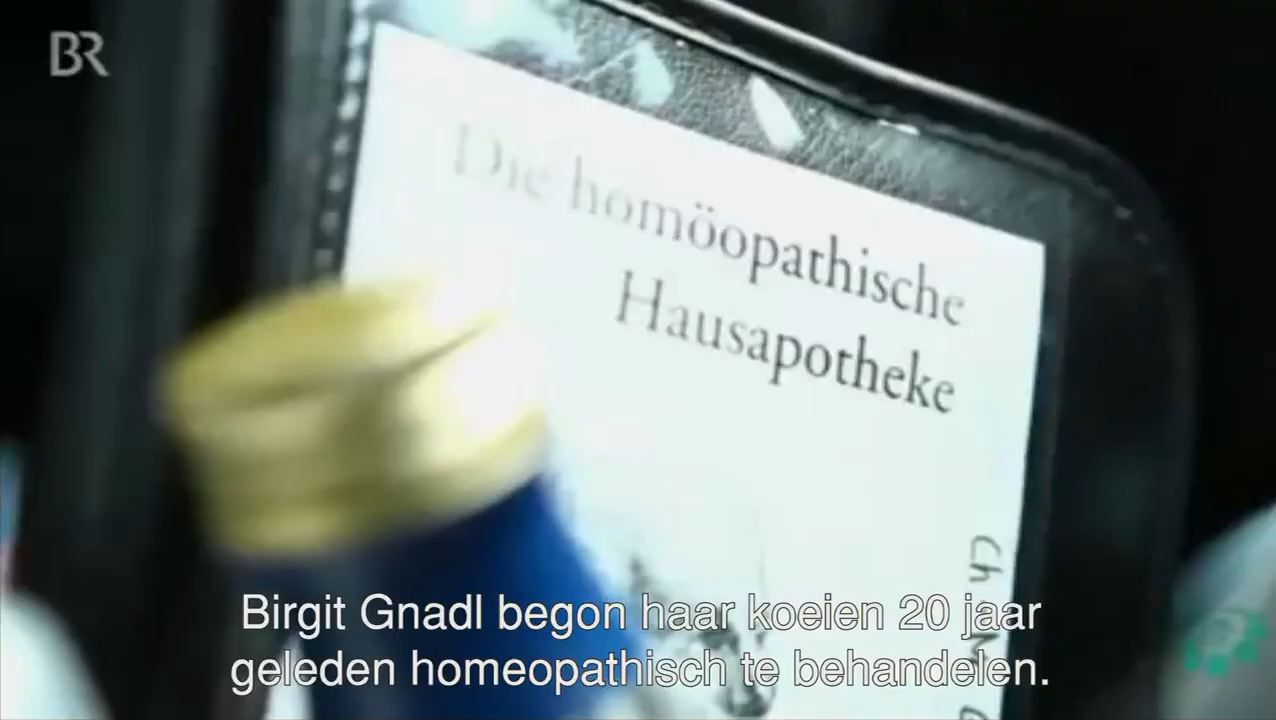 BR
Die homöopathische
Hausapotheke
Birgit Gnadl begon haar koeien 20 jaar
geleden homeopathisch te behandelen.